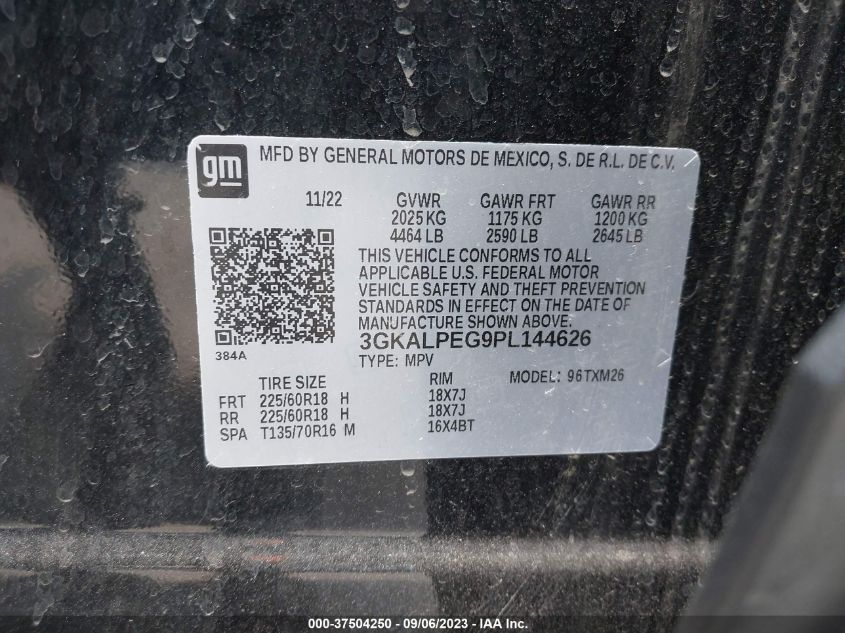 gm MFD BY GENERAL MOTORS DE MEXICO, S. DE R.L. DE C.V.
11/22 GVWR GAWR FRT GAWR RR
2025 KG 1175 KG 1200 KG
4464 LB 2590 LB 2645 LB
THIS VEHICLE CONFORMS TO ALL
APPLICABLE U.S. FEDERAL MOTOR
VEHICLE SAFETY AND THEFT PREVENTION
STANDARDS IN EFFECT ON THE DATE OF
MANUFACTURE SHOWN ABOVE.
384A
3GKALPEG9PL144626
TYPE: MPV
MODEL: 96TXM26
TIRE SIZE RIM
FRT 225/60R18 H 18X7J
RR 225/60R18 H 18X7J
SPA T135/70R16 M 16X4BT
000-37504250 - 09/06/2023 - IAA Inc.